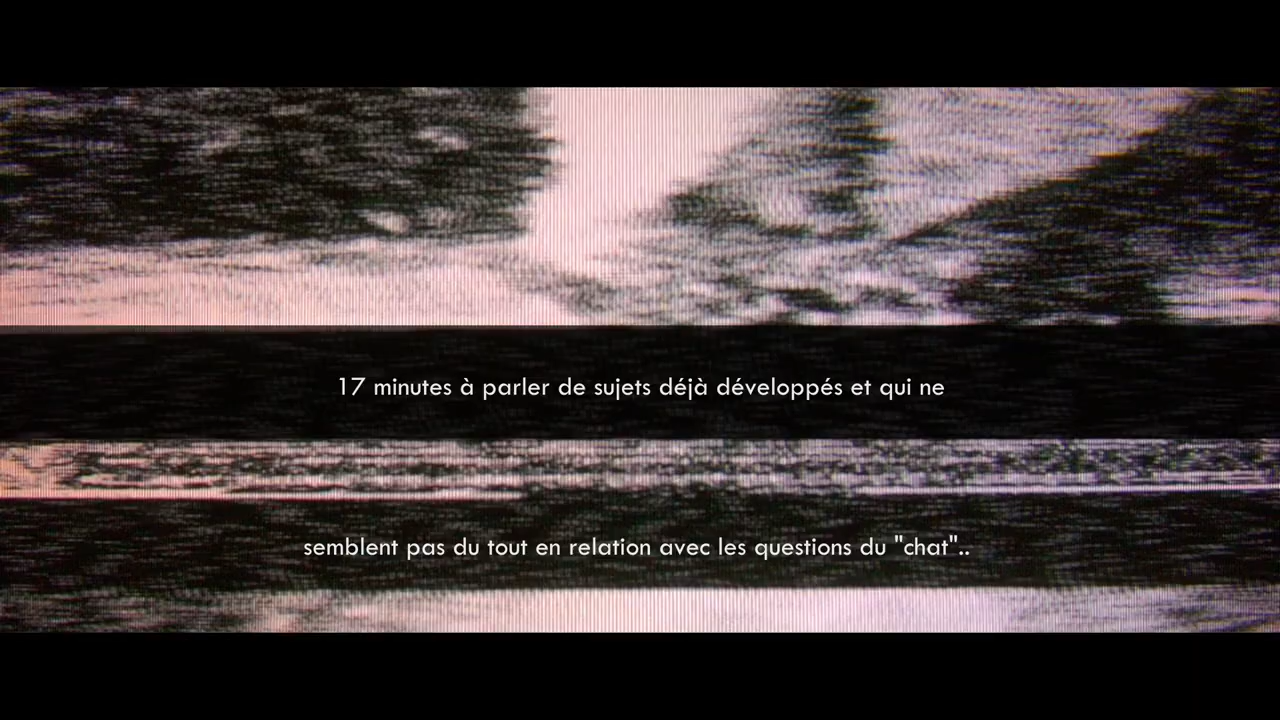 17 minutes à parler de sujets déjà développés et qui ne
semblent pas du tout en relation avec les questions du "chat"..